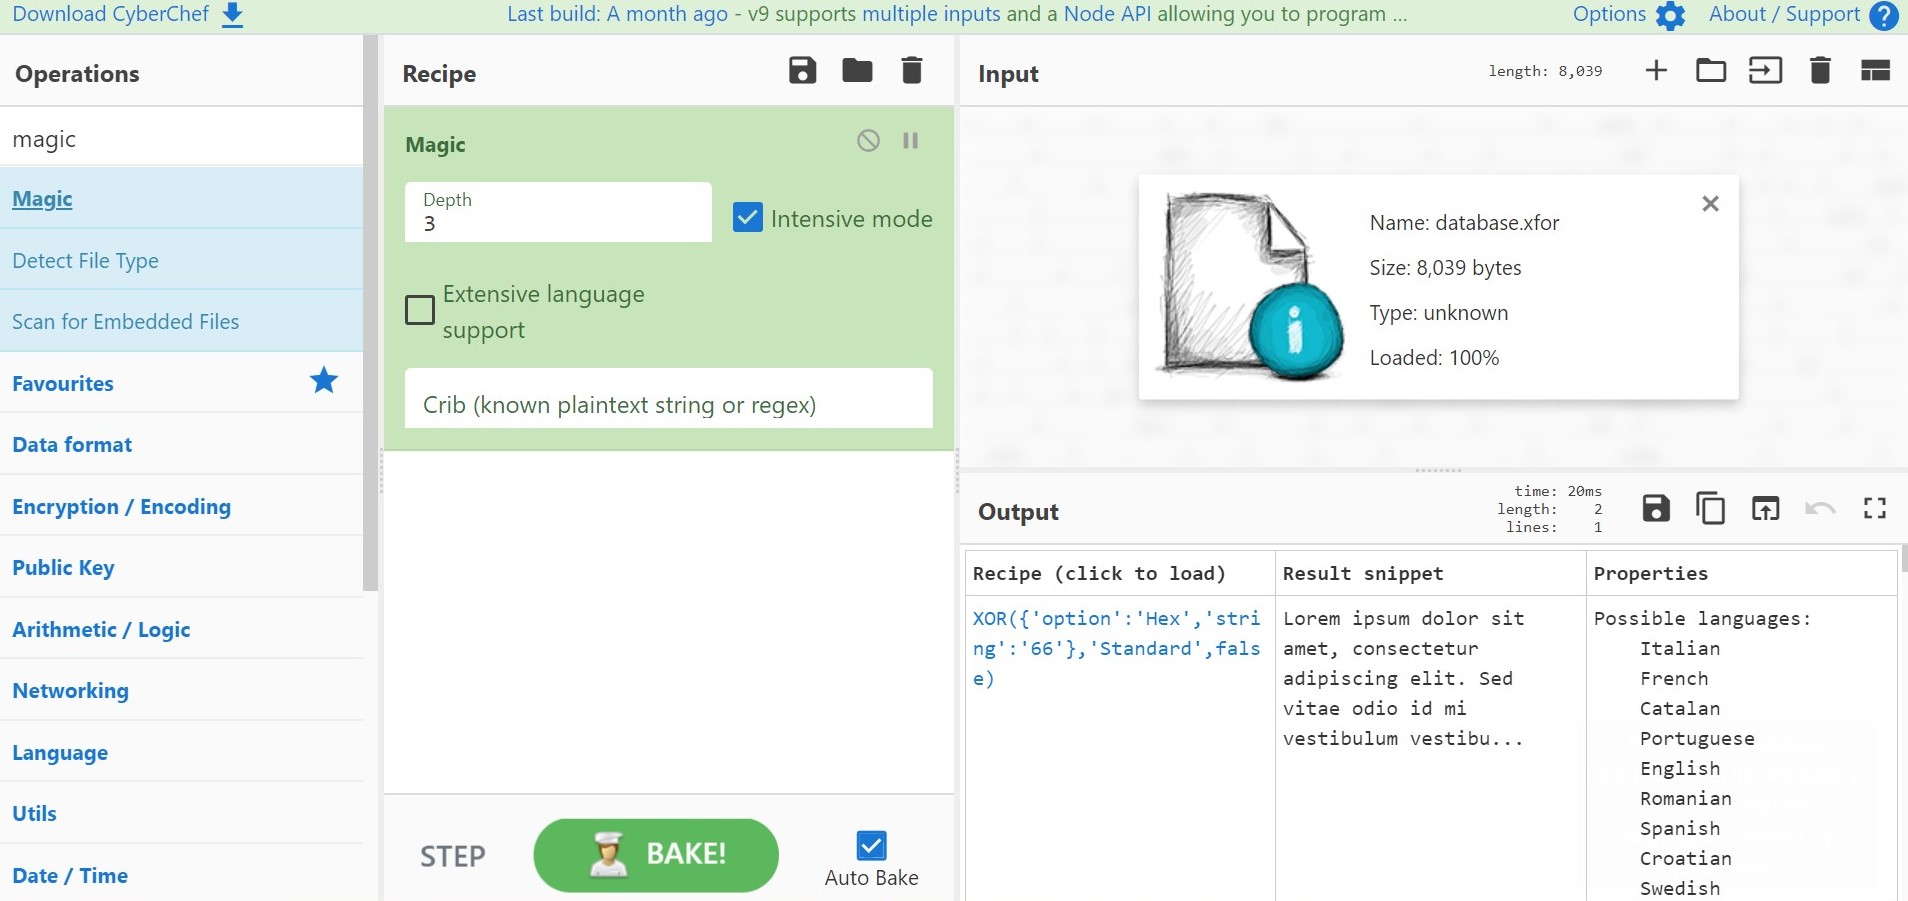 Download CyberChef
Last build: A month ago - v9 supports multiple inputs and a Node API allowing you to program ...
Options
About / Support
Operations
magic
Magic
Detect File Type
Scan for Embedded Files
Favourites
Data format
Encryption / Encoding
Public Key
Arithmetic / Logic
Networking
Language
Utils
Date / Time
Recipe
Magic
Depth
3
Intensive mode
Extensive language
support
Crib (known plaintext string or regex)
STEP
BAKE!
Auto Bake
Input
length: 8,039
Name: database.xfor
Size: 8,039 bytes
Type: unknown
Loaded: 100%
Output
time: 20ms
length: 2
lines: 1
Recipe (click to load)
XOR({'option':'Hex','stri
ng':'66'},'Standard',fals
e)
Result snippet
Lorem ipsum dolor sit
amet, consectetur
adipiscing elit. Sed
vitae odio id mi
vestibulum vestibu...
Properties
Possible languages:
Italian
French
Catalan
Portuguese
English
Romanian
Spanish
Croatian
Swedish